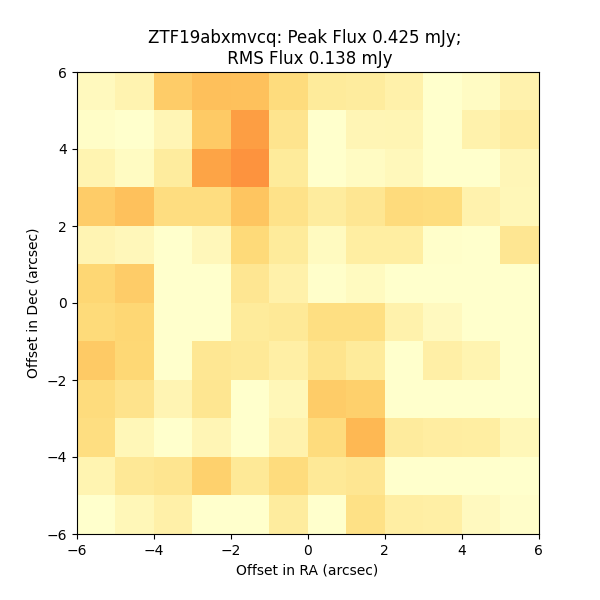 ZTF19abxmvcq: Peak Flux 0.425 mJy;
RMS Flux 0.138 mJy
6
4
2
0
−2
−4
−6
Offset in Dec (arcsec)
−6 −4 −2 0 2 4 6
Offset in RA (arcsec)